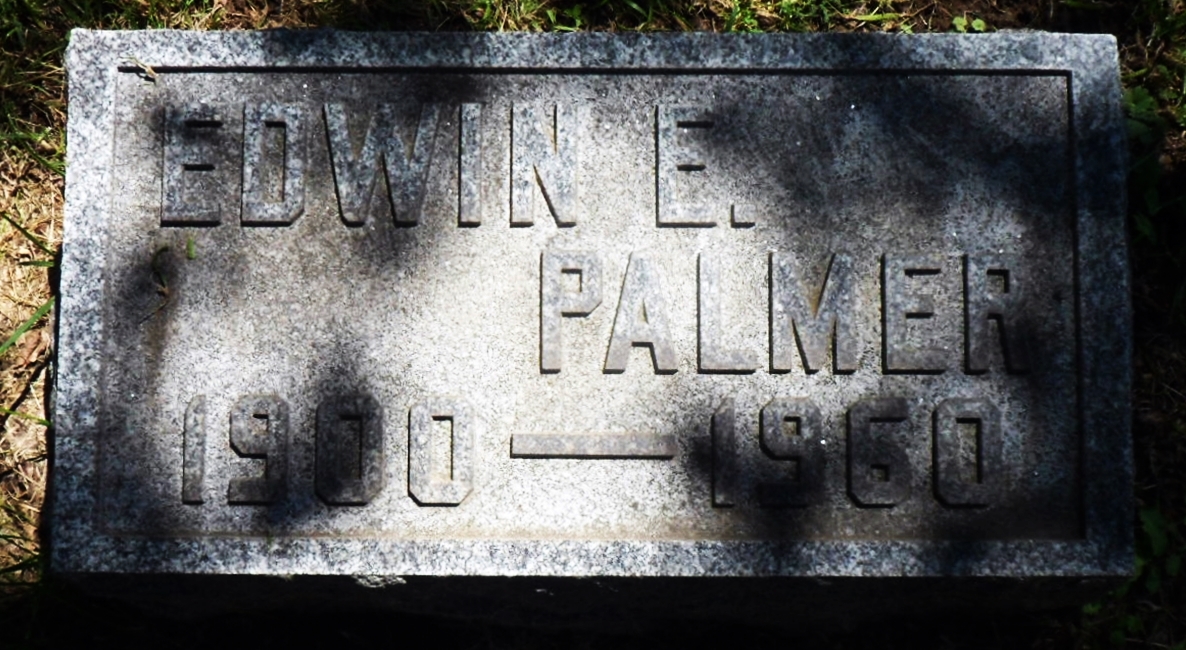 EDWIN E.
PALMER
1900 — 1960